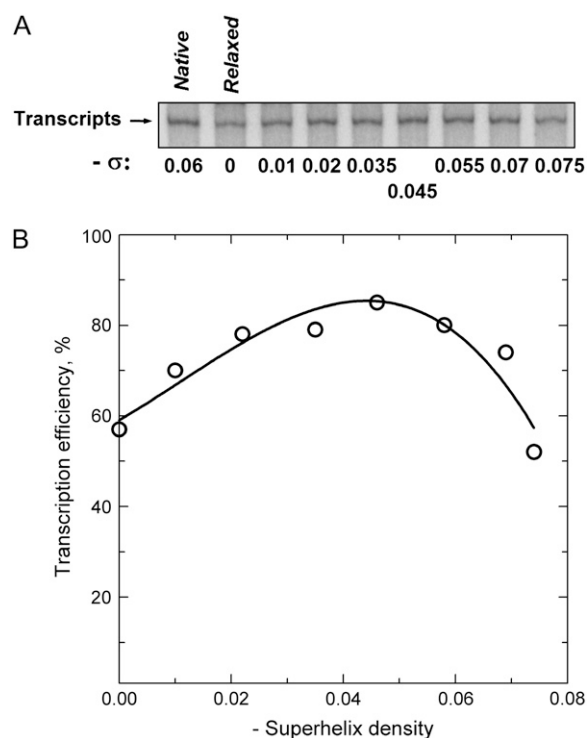 A
Native
Relaxed
Transcripts
- σ: 0.06 0 0.01 0.02 0.035 0.055 0.07 0.075
0.045
B
100
80
60
40
20
Transcription efficiency, %
0.00 0.02 0.04 0.06 0.08
- Superhelix density